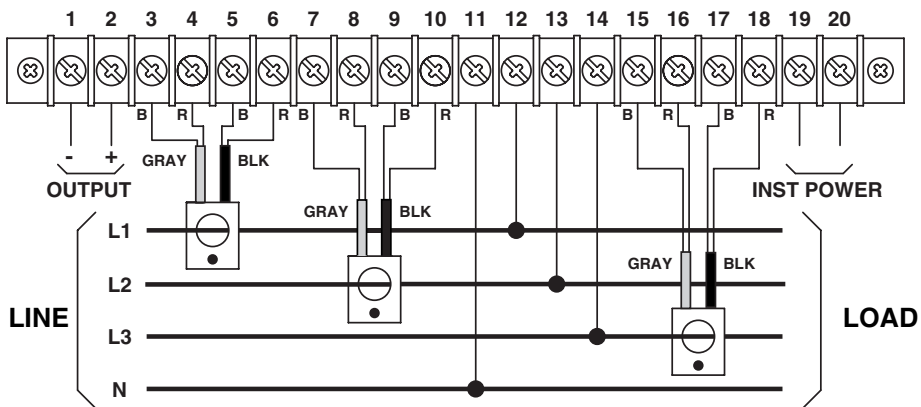 1 2 3 4 5 6 7 8 9 10 11 12 13 14 15 16 17 18 19 20
B R B R B R B R B R B R
- +
GRAY BLK
OUTPUT INST POWER
GRAY BLK
L1
GRAY BLK
L2
LINE LOAD
L3
N